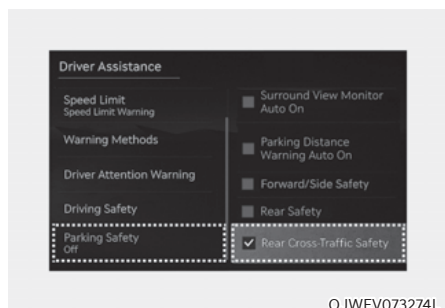 Driver Assistance
Speed Limit
Speed Limit Warning
Warning Methods
Driver Attention Warning
Driving Safety
Parking Safety
Off
Surround View Monitor
Auto On
Parking Distance
Warning Auto On
Forward/Side Safety
Rear Safety
Rear Cross-Traffic Safety